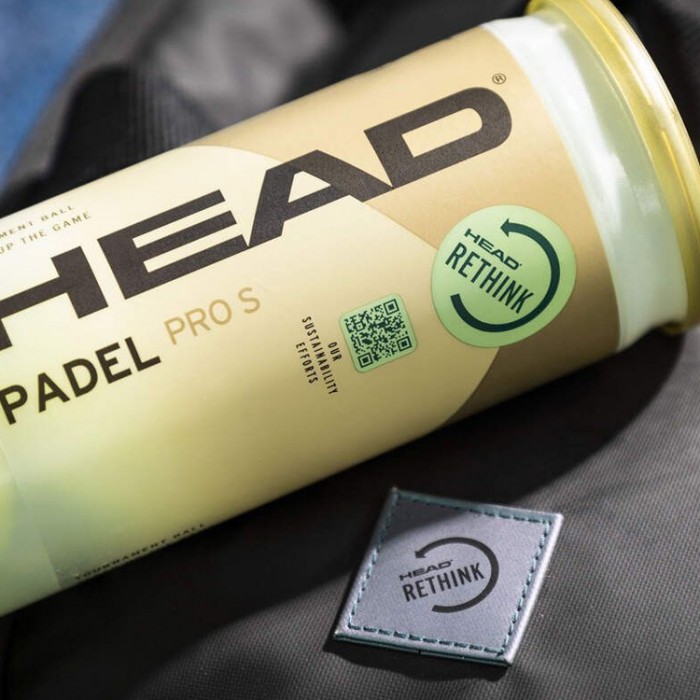 MENT BALL
UP THE GAME
HEAD®
PADEL PRO S
OUR
SUSTAINABILITY
EFFORTS
HEAD
RETHINK
TOURNAMENT BALL
HEAD
RETHINK